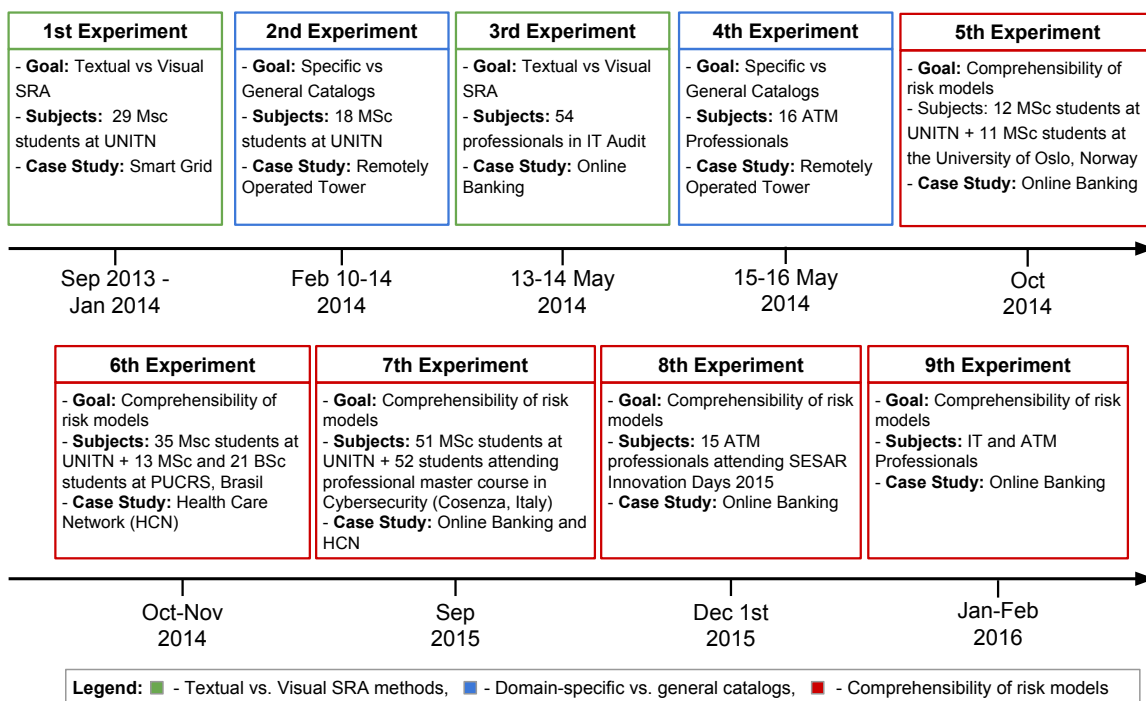 1st Experiment
- Goal: Textual vs Visual
SRA
- Subjects: 29 Msc
students at UNITN
- Case Study: Smart Grid
2nd Experiment
- Goal: Specific vs
General Catalogs
- Subjects: 18 MSc
students at UNITN
- Case Study: Remotely
Operated Tower
3rd Experiment
- Goal: Textual vs Visual
SRA
- Subjects: 54
professionals in IT Audit
- Case Study: Online
Banking
4th Experiment
- Goal: Specific vs
General Catalogs
- Subjects: 16 ATM
Professionals
- Case Study: Remotely
Operated Tower
5th Experiment
- Goal: Comprehensibility of
risk models
- Subjects: 12 MSc students at
UNITN + 11 MSc students at
the University of Oslo, Norway
- Case Study: Online Banking
Sep 2013 -
Jan 2014
Feb 10-14
2014
13-14 May
2014
15-16 May
2014
Oct
2014
6th Experiment
- Goal: Comprehensibility of
risk models
- Subjects: 35 Msc students at
UNITN + 13 MSc and 21 BSc
students at PUCRS, Brasil
- Case Study: Health Care
Network (HCN)
7th Experiment
- Goal: Comprehensibility of risk
models
- Subjects: 51 MSc students at
UNITN + 52 students attending
professional master course in
Cybersecurity (Cosenza, Italy)
- Case Study: Online Banking and
HCN
8th Experiment
- Goal: Comprehensibility of risk
models
- Subjects: 15 ATM
professionals attending SESAR
Innovation Days 2015
- Case Study: Online Banking
9th Experiment
- Goal: Comprehensibility of risk
models
- Subjects: IT and ATM
Professionals
- Case Study: Online Banking
Oct-Nov
2014
Sep
2015
Dec 1st
2015
Jan-Feb
2016
Legend: - Textual vs. Visual SRA methods, - Domain-specific vs. general catalogs, - Comprehensibility of risk models